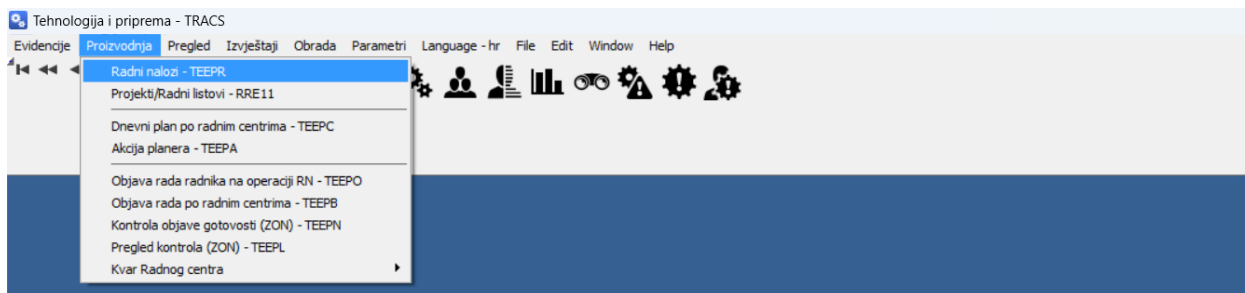 Tehnologija i priprema - TRACS
Evidencije Proizvodnja Pregled Izvještaji Obrada Parametri Language - hr File Edit Window Help
Radni nalozi - TEEPR
Projekti/Radni listovi - RRE11
Dnevni plan po radnim centrima - TEEPC
Akcija planera - TEEPA
Objava rada radnika na operaciji RN - TEEPO
Objava rada po radnim centrima - TEEPB
Kontrola objave gotovosti (ZON) - TEEPN
Pregled kontrola (ZON) - TEEPL
Kvar Radnog centra